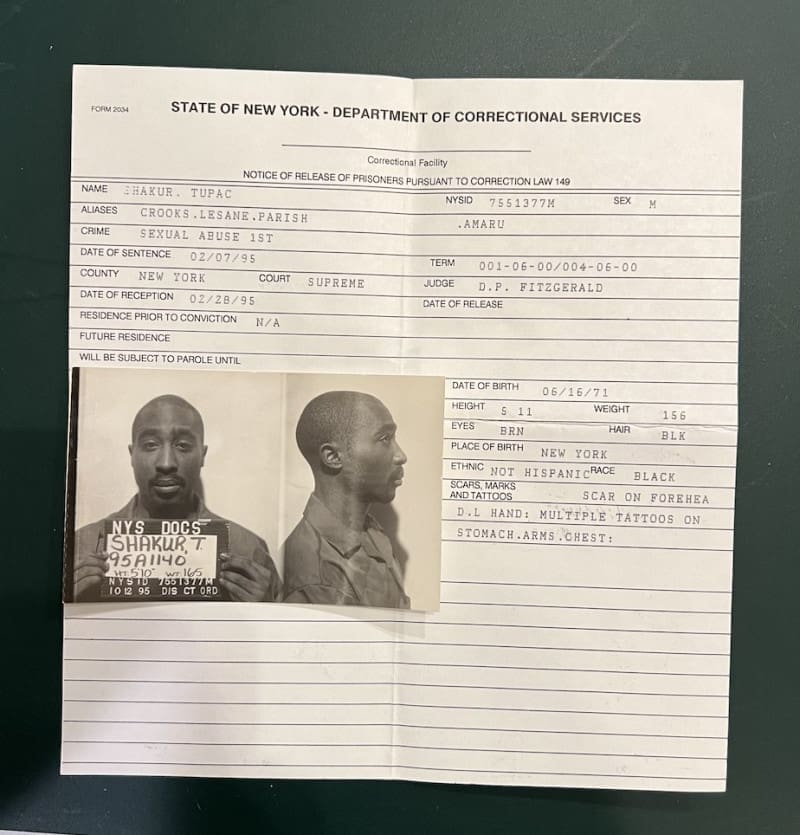 FORM 2034
STATE OF NEW YORK - DEPARTMENT OF CORRECTIONAL SERVICES
Correctional Facility
NOTICE OF RELEASE OF PRISONERS PURSUANT TO CORRECTION LAW 149
NAME SHAKUR. TUPAC NYSID 7551377M SEX M
ALIASES CROOKS.LESANE.PARISH .AMARU
CRIME SEXUAL ABUSE 1ST
DATE OF SENTENCE 02/07/95 TERM 001-06-00/004-06-00
COUNTY NEW YORK COURT SUPREME JUDGE D.P. FITZGERALD
DATE OF RECEPTION 02/28/95 DATE OF RELEASE
RESIDENCE PRIOR TO CONVICTION N/A
FUTURE RESIDENCE
WILL BE SUBJECT TO PAROLE UNTIL
DATE OF BIRTH 06/16/71
HEIGHT 5 11 WEIGHT 156
EYES BRN HAIR BLK
PLACE OF BIRTH NEW YORK
ETHNIC NOT HISPANIC RACE BLACK
SCARS, MARKS
AND TATTOOS SCAR ON FOREHEA
D.L HAND: MULTIPLE TATTOOS ON
STOMACH.ARMS.CHEST:
NYS DOCS
SHAKUR, T.
95A1140
HT. 5'10" WT. 165
NYSID 7551377M
10 12 95 DIS CT ORD